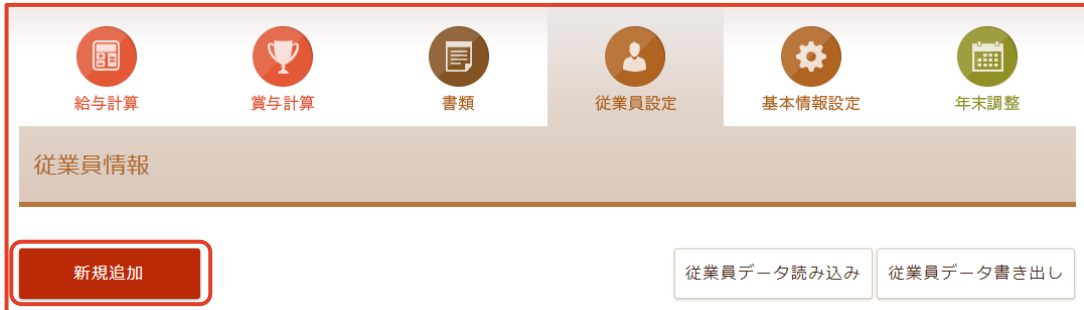 給与計算
賞与計算
書類
従業員設定
基本情報設定
年末調整
従業員情報
新規追加
従業員データ読み込み
従業員データ書き出し